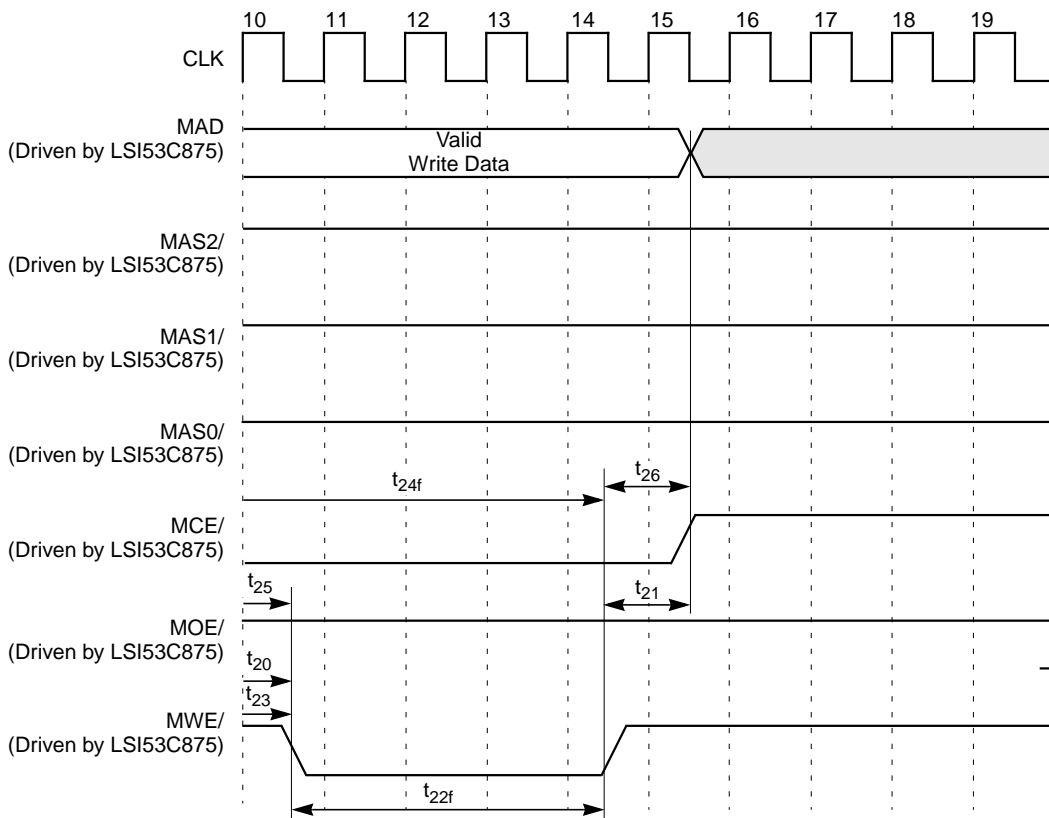 10 11 12 13 14 15 16 17 18 19
CLK
MAD
(Driven by LSI53C875)
Valid
Write Data
MAS2/
(Driven by LSI53C875)
MAS1/
(Driven by LSI53C875)
MAS0/
(Driven by LSI53C875)
t24f
t26
MCE/
(Driven by LSI53C875)
t25
t21
MOE/
(Driven by LSI53C875)
t20
t23
MWE/
(Driven by LSI53C875)
t22f